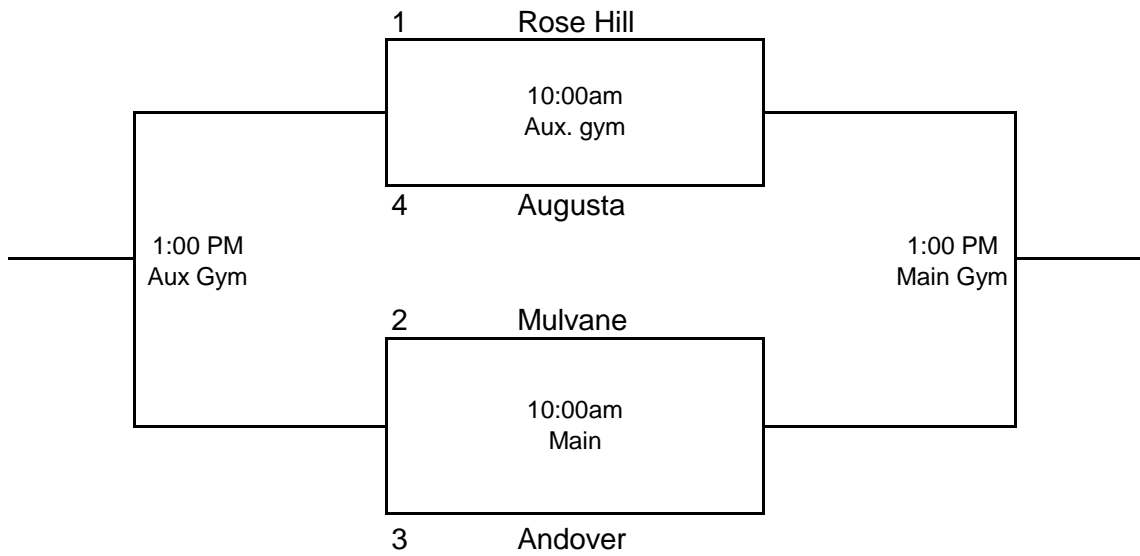 1 Rose Hill
10:00am
Aux. gym
4 Augusta
1:00 PM
Aux Gym
1:00 PM
Main Gym
2 Mulvane
10:00am
Main
3 Andover